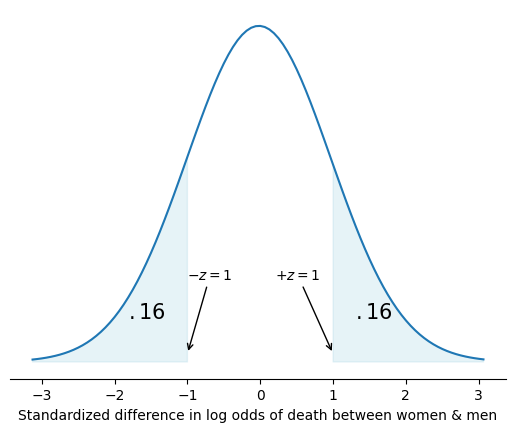 −z = 1
+z = 1
.16
.16
−3 −2 −1 0 1 2 3
Standardized difference in log odds of death between women & men